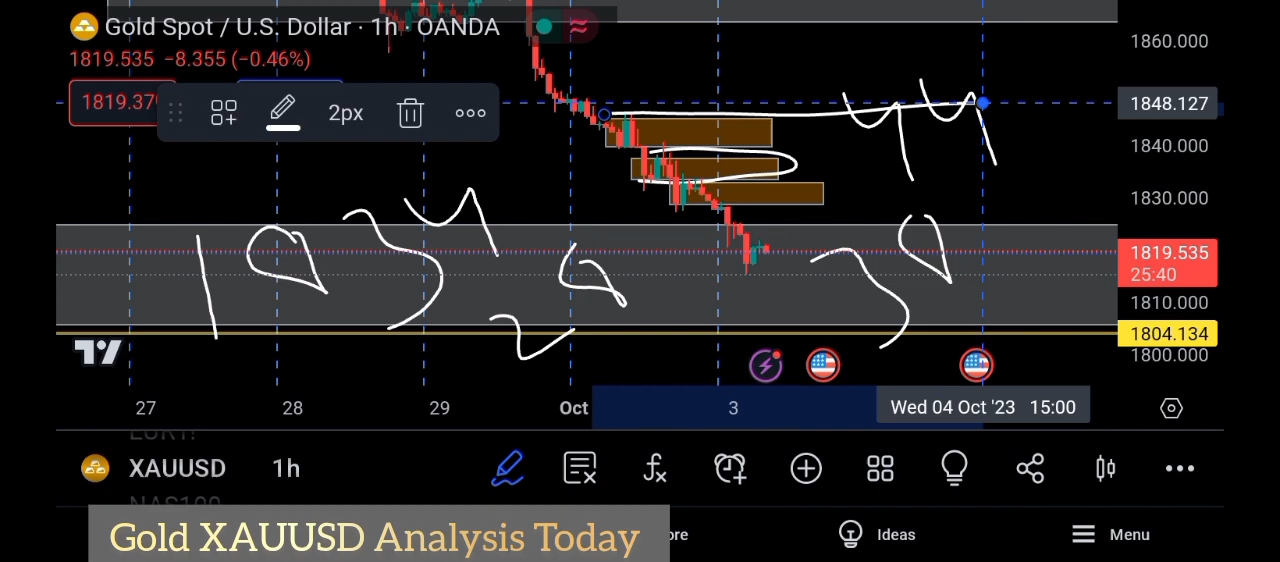 Gold Spot / U.S. Dollar · 1h · OANDA
1819.535 −8.355 (−0.46%)
1819.370
2px
1860.000
1848.127
1840.000
1830.000
1819.535
25:40
1810.000
1804.134
1800.000
27 28 29 Oct 3 Wed 04 Oct '23 15:00
XAUUSD 1h
NAS100
Gold XAUUSD Analysis Today
Ideas
Menu